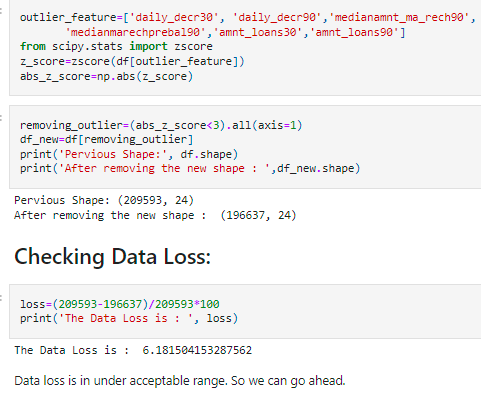 outlier_feature=['daily_decr30', 'daily_decr90','medianamnt_ma_rech90',
'medianmarechprebal90','amnt_loans30','amnt_loans90']
from scipy.stats import zscore
z_score=zscore(df[outlier_feature])
abs_z_score=np.abs(z_score)
removing_outlier=(abs_z_score<3).all(axis=1)
df_new=df[removing_outlier]
print('Pervious Shape:', df.shape)
print('After removing the new shape : ',df_new.shape)
Pervious Shape: (209593, 24)
After removing the new shape :  (196637, 24)
Checking Data Loss:
loss=(209593-196637)/209593*100
print('The Data Loss is : ', loss)
The Data Loss is :  6.181504153287562
Data loss is in under acceptable range. So we can go ahead.